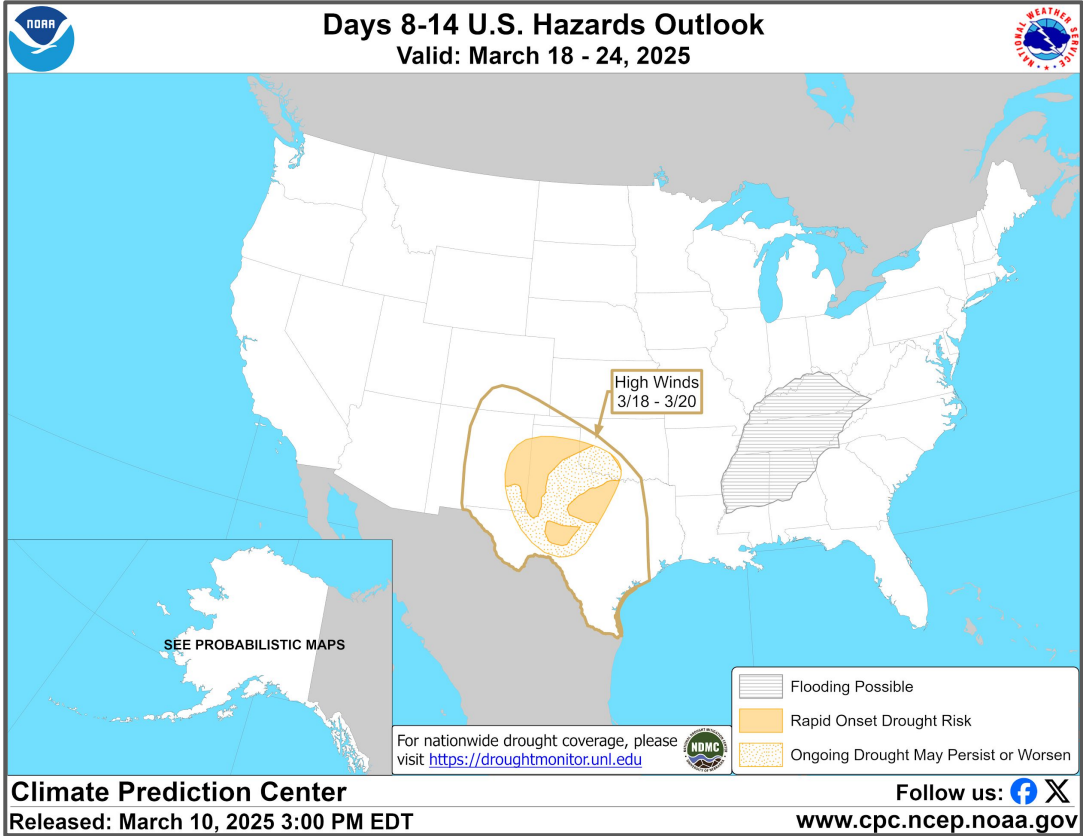 NOAA
Days 8-14 U.S. Hazards Outlook
Valid: March 18 - 24, 2025
NATIONAL WEATHER SERVICE
High Winds
3/18 - 3/20
SEE PROBABILISTIC MAPS
For nationwide drought coverage, please
visit https://droughtmonitor.unl.edu
NDMC
Flooding Possible
Rapid Onset Drought Risk
Ongoing Drought May Persist or Worsen
Climate Prediction Center
Released: March 10, 2025 3:00 PM EDT
Follow us:
www.cpc.ncep.noaa.gov